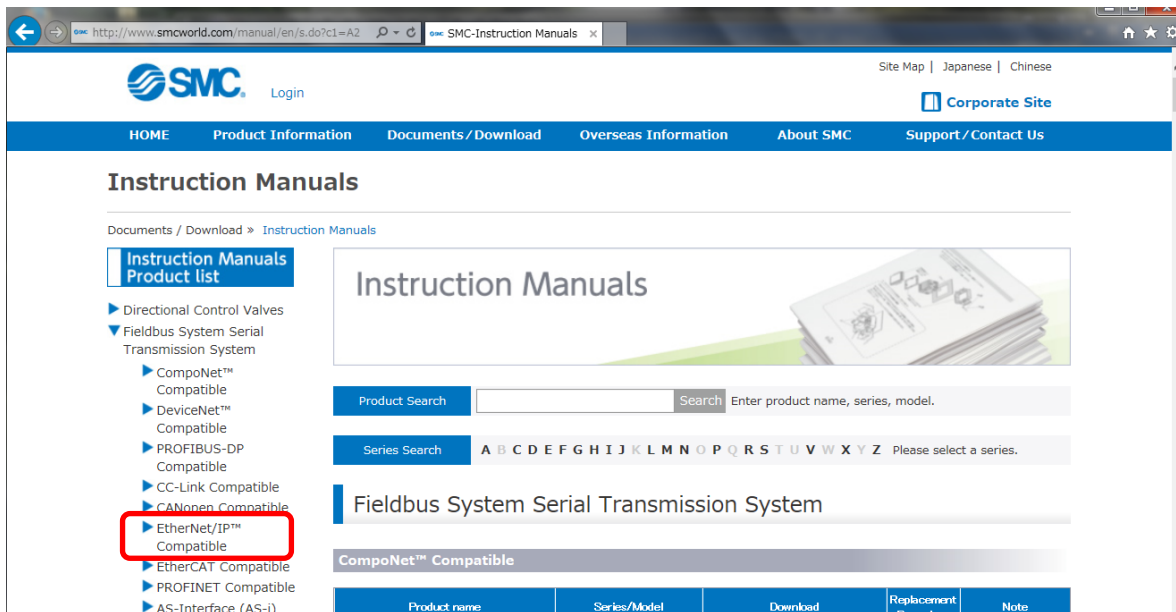 http://www.smcworld.com/manual/en/s.do?c1=A2
SMC-Instruction Manuals
Site Map | Japanese | Chinese
SMC. Login
Corporate Site
HOME Product Information Documents/Download Overseas Information About SMC Support/Contact Us
Instruction Manuals
Documents / Download » Instruction Manuals
Instruction Manuals
Product list
Instruction Manuals
Directional Control Valves
Fieldbus System Serial
Transmission System
CompoNet™
Compatible
DeviceNet™
Compatible
PROFIBUS-DP
Compatible
CC-Link Compatible
CANopen Compatible
EtherNet/IP™
Compatible
EtherCAT Compatible
PROFINET Compatible
AS-Interface (AS-i)
Product Search Search Enter product name, series, model.
Series Search A B C D E F G H I J K L M N O P Q R S T U V W X Y Z Please select a series.
Fieldbus System Serial Transmission System
CompoNet™ Compatible
Product name Series/Model Download Replacement Note